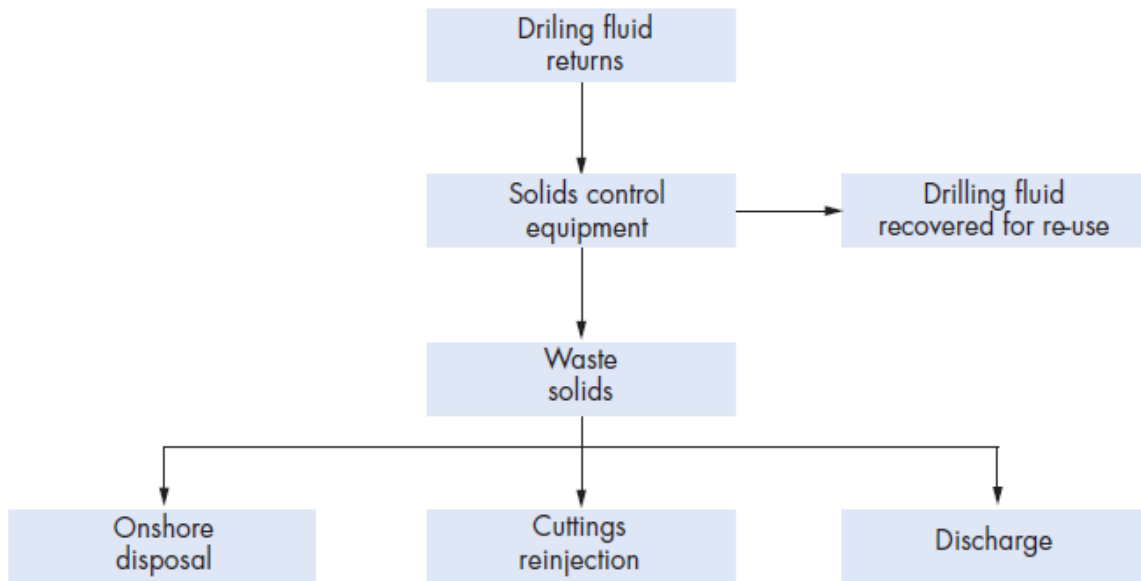 Driling fluid
returns
Solids control
equipment
Drilling fluid
recovered for re-use
Waste
solids
Onshore
disposal
Cuttings
reinjection
Discharge